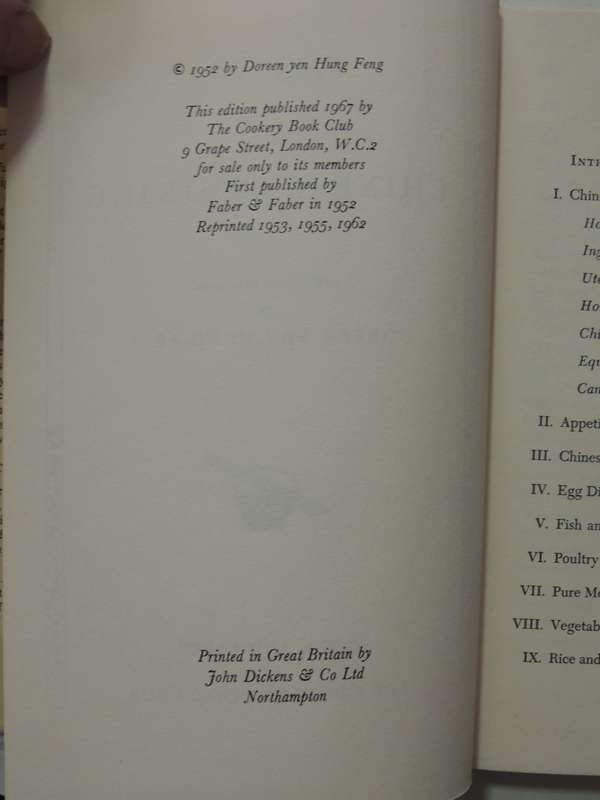 © 1952 by Doreen yen Hung Feng
This edition published 1967 by
The Cookery Book Club
9 Grape Street, London, W.C.2
for sale only to its members
First published by
Faber & Faber in 1952
Reprinted 1953, 1955, 1962
Printed in Great Britain by
John Dickens & Co Ltd
Northampton
I.
II.
III.
IV. Egg
V. Fish
VI. Poultry
VII. Pure
VIII.
IX. Rice and